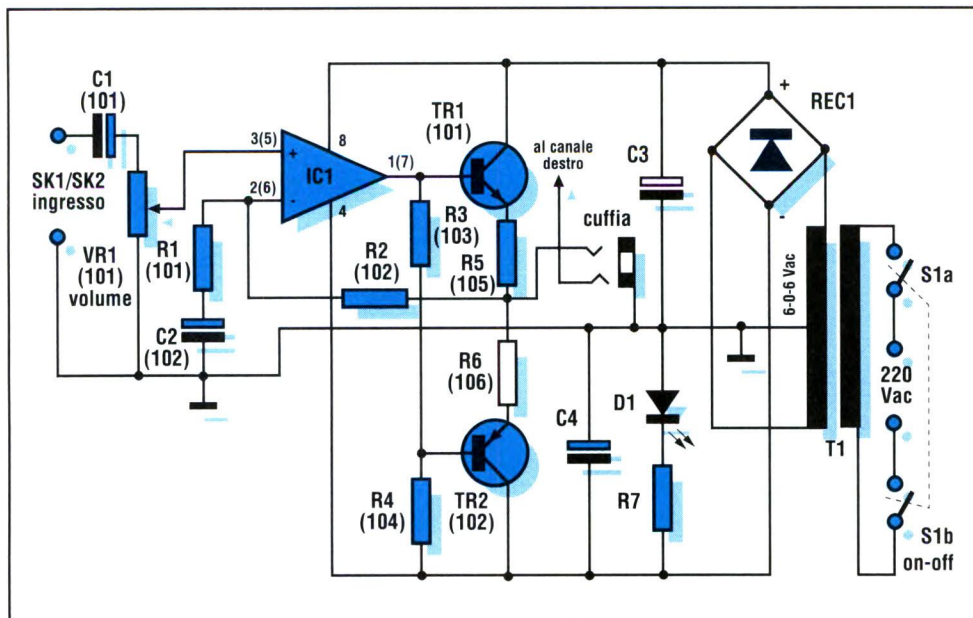 C1
(101)
SK1/SK2
ingresso
VR1
(101)
volume
R1
(101)
C2
(102)
3(5)
+
2(6)
-
IC1
8
4
1(7)
R2
(102)
R3
(103)
TR1
(101)
R5
(105)
R6
(106)
R4
(104)
TR2
(102)
al canale
destro
cuffia
C3
C4
D1
R7
+
REC1
-
6-0-6 Vac
T1
S1a
220
Vac
S1b
on-off